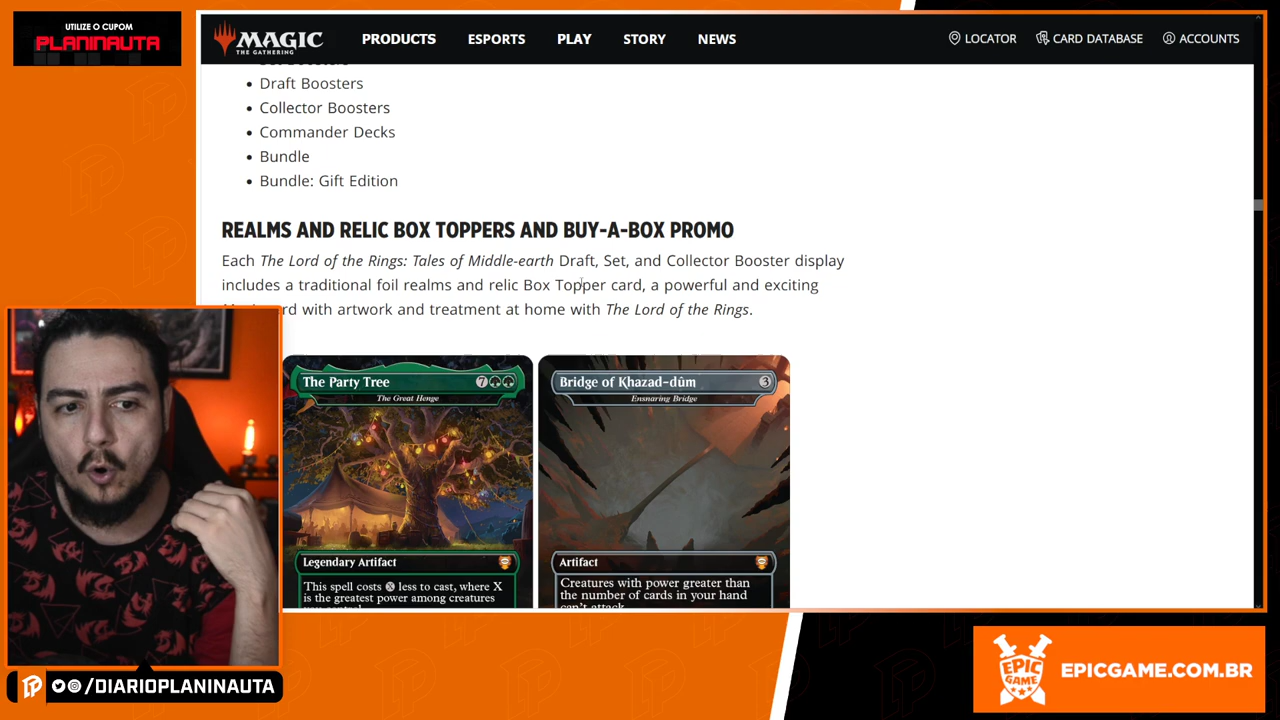 UTILIZE O CUPOM
PLANINAUTA
MAGIC
THE GATHERING
PRODUCTS
ESPORTS
PLAY
STORY
NEWS
LOCATOR
CARD DATABASE
ACCOUNTS
Draft Boosters
Collector Boosters
Commander Decks
Bundle
Bundle: Gift Edition
REALMS AND RELIC BOX TOPPERS AND BUY-A-BOX PROMO
Each The Lord of the Rings: Tales of Middle-earth Draft, Set, and Collector Booster display
includes a traditional foil realms and relic Box Topper card, a powerful and exciting
with artwork and treatment at home with The Lord of the Rings.
The Party Tree
7
The Great Henge
Legendary Artifact
This spell costs X less to cast, where X
is the greatest power among creatures
Bridge of Khazad-dûm
3
Ensnaring Bridge
Artifact
Creatures with power greater than
the number of cards in your hand
can't attack.
/DIARIOPLANINAUTA
EPIC
GAME
EPICGAME.COM.BR